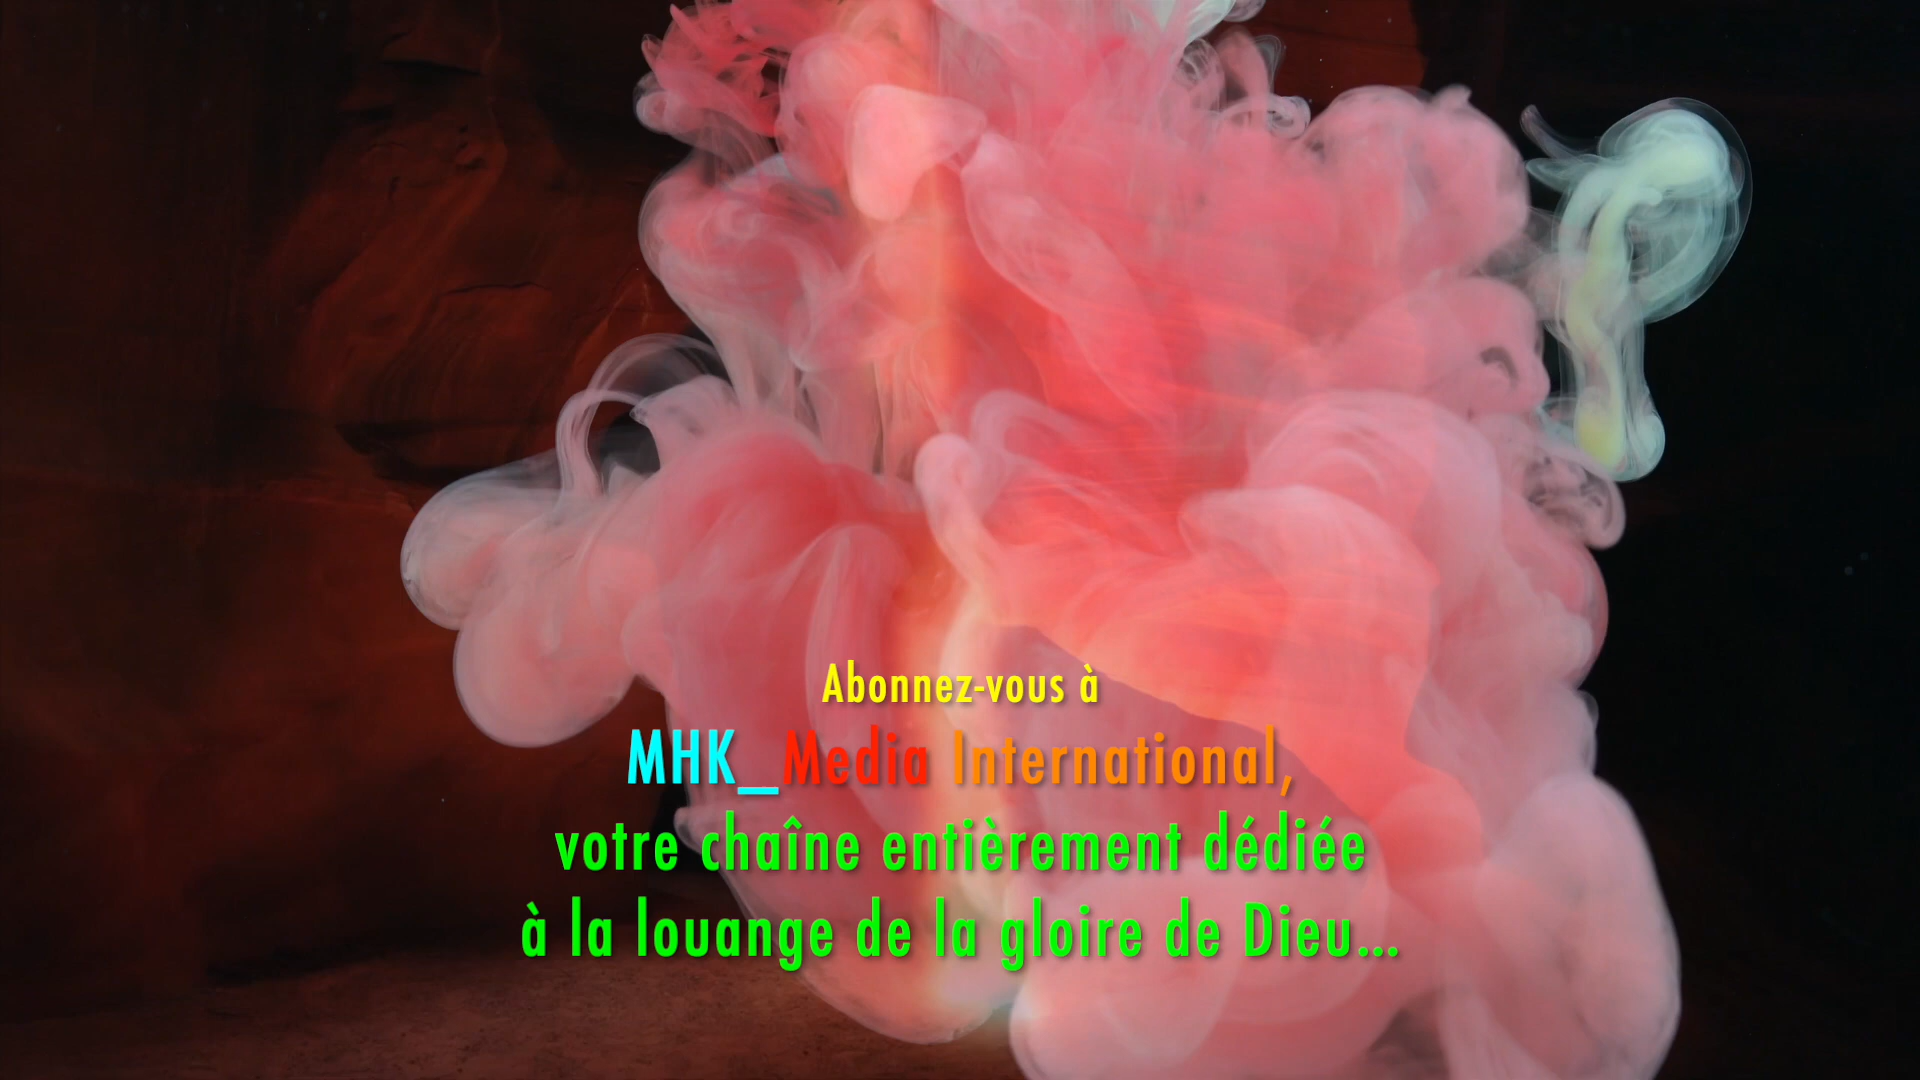 Abonnez-vous à
MHK_Media International,
votre chaîne entièrement dédiée
à la louange de la gloire de Dieu...